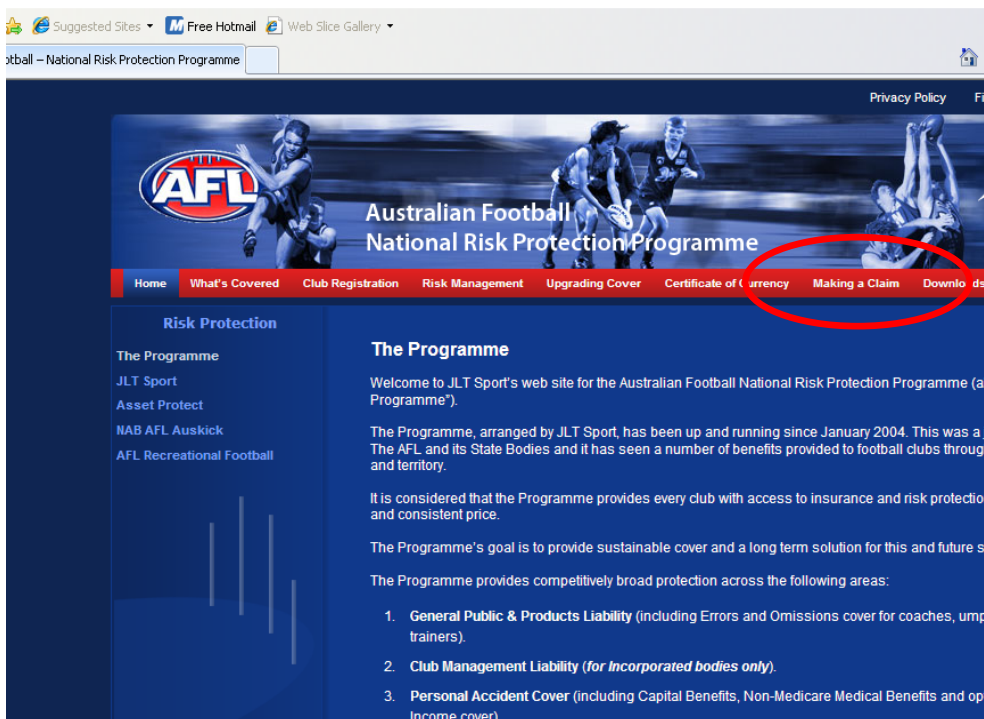 Suggested Sites Free Hotmail Web Slice Gallery
otball – National Risk Protection Programme
Privacy Policy Fi
AFL
Australian Football
National Risk Protection Programme
Home What's Covered Club Registration Risk Management Upgrading Cover Certificate of Currency Making a Claim Downloads
Risk Protection
The Programme
JLT Sport
Asset Protect
NAB AFL Auskick
AFL Recreational Football
The Programme
Welcome to JLT Sport's web site for the Australian Football National Risk Protection Programme (a
Programme").
The Programme, arranged by JLT Sport, has been up and running since January 2004. This was a j
The AFL and its State Bodies and it has seen a number of benefits provided to football clubs throug
and territory.
It is considered that the Programme provides every club with access to insurance and risk protectio
and consistent price.
The Programme's goal is to provide sustainable cover and a long term solution for this and future s
The Programme provides competitively broad protection across the following areas:
1. General Public & Products Liability (including Errors and Omissions cover for coaches, ump
trainers).
2. Club Management Liability (for Incorporated bodies only).
3. Personal Accident Cover (including Capital Benefits, Non-Medicare Medical Benefits and op
Income cover)